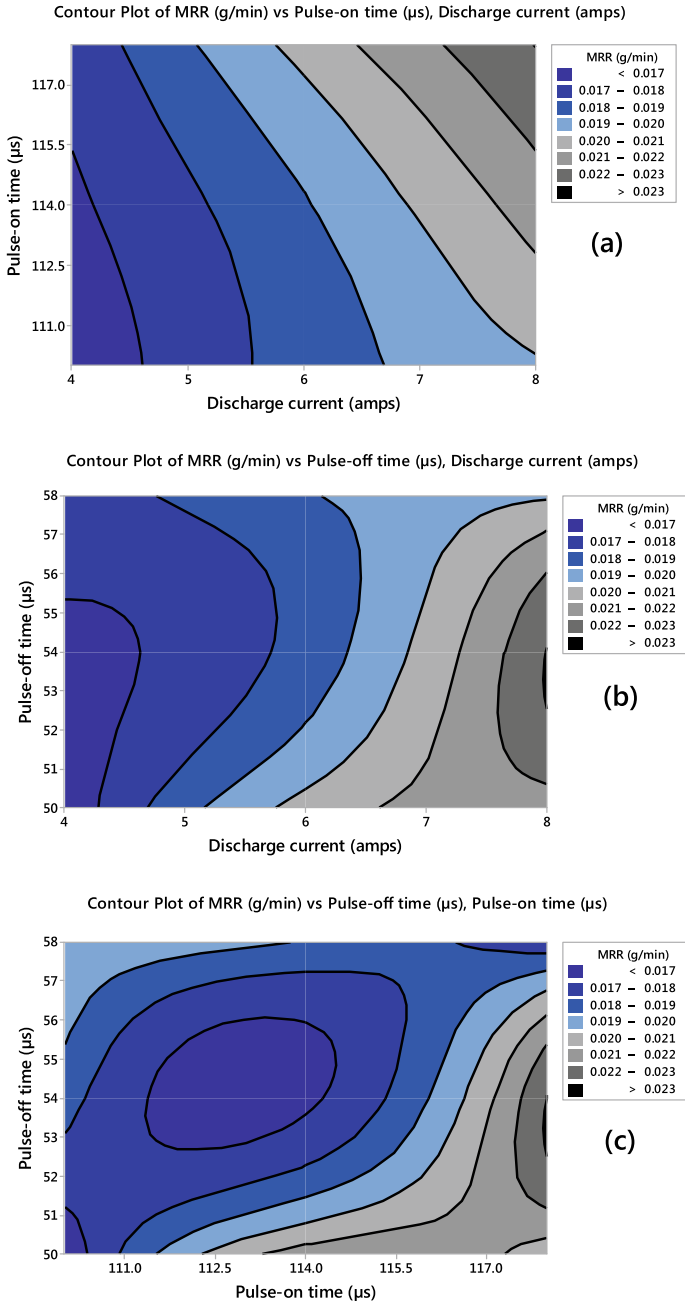 Contour Plot of MRR (g/min) vs Pulse-on time (µs), Discharge current (amps)
MRR (g/min)
< 0.017
0.017 – 0.018
0.018 – 0.019
0.019 – 0.020
0.020 – 0.021
0.021 – 0.022
0.022 – 0.023
> 0.023
(a)
Pulse-on time (µs)
117.0
115.5
114.0
112.5
111.0
4 5 6 7 8
Discharge current (amps)
Contour Plot of MRR (g/min) vs Pulse-off time (µs), Discharge current (amps)
MRR (g/min)
< 0.017
0.017 – 0.018
0.018 – 0.019
0.019 – 0.020
0.020 – 0.021
0.021 – 0.022
0.022 – 0.023
> 0.023
(b)
Pulse-off time (µs)
58
57
56
55
54
53
52
51
50
4 5 6 7 8
Discharge current (amps)
Contour Plot of MRR (g/min) vs Pulse-off time (µs), Pulse-on time (µs)
MRR (g/min)
< 0.017
0.017 – 0.018
0.018 – 0.019
0.019 – 0.020
0.020 – 0.021
0.021 – 0.022
0.022 – 0.023
> 0.023
(c)
Pulse-off time (µs)
58
57
56
55
54
53
52
51
50
111.0 112.5 114.0 115.5 117.0
Pulse-on time (µs)